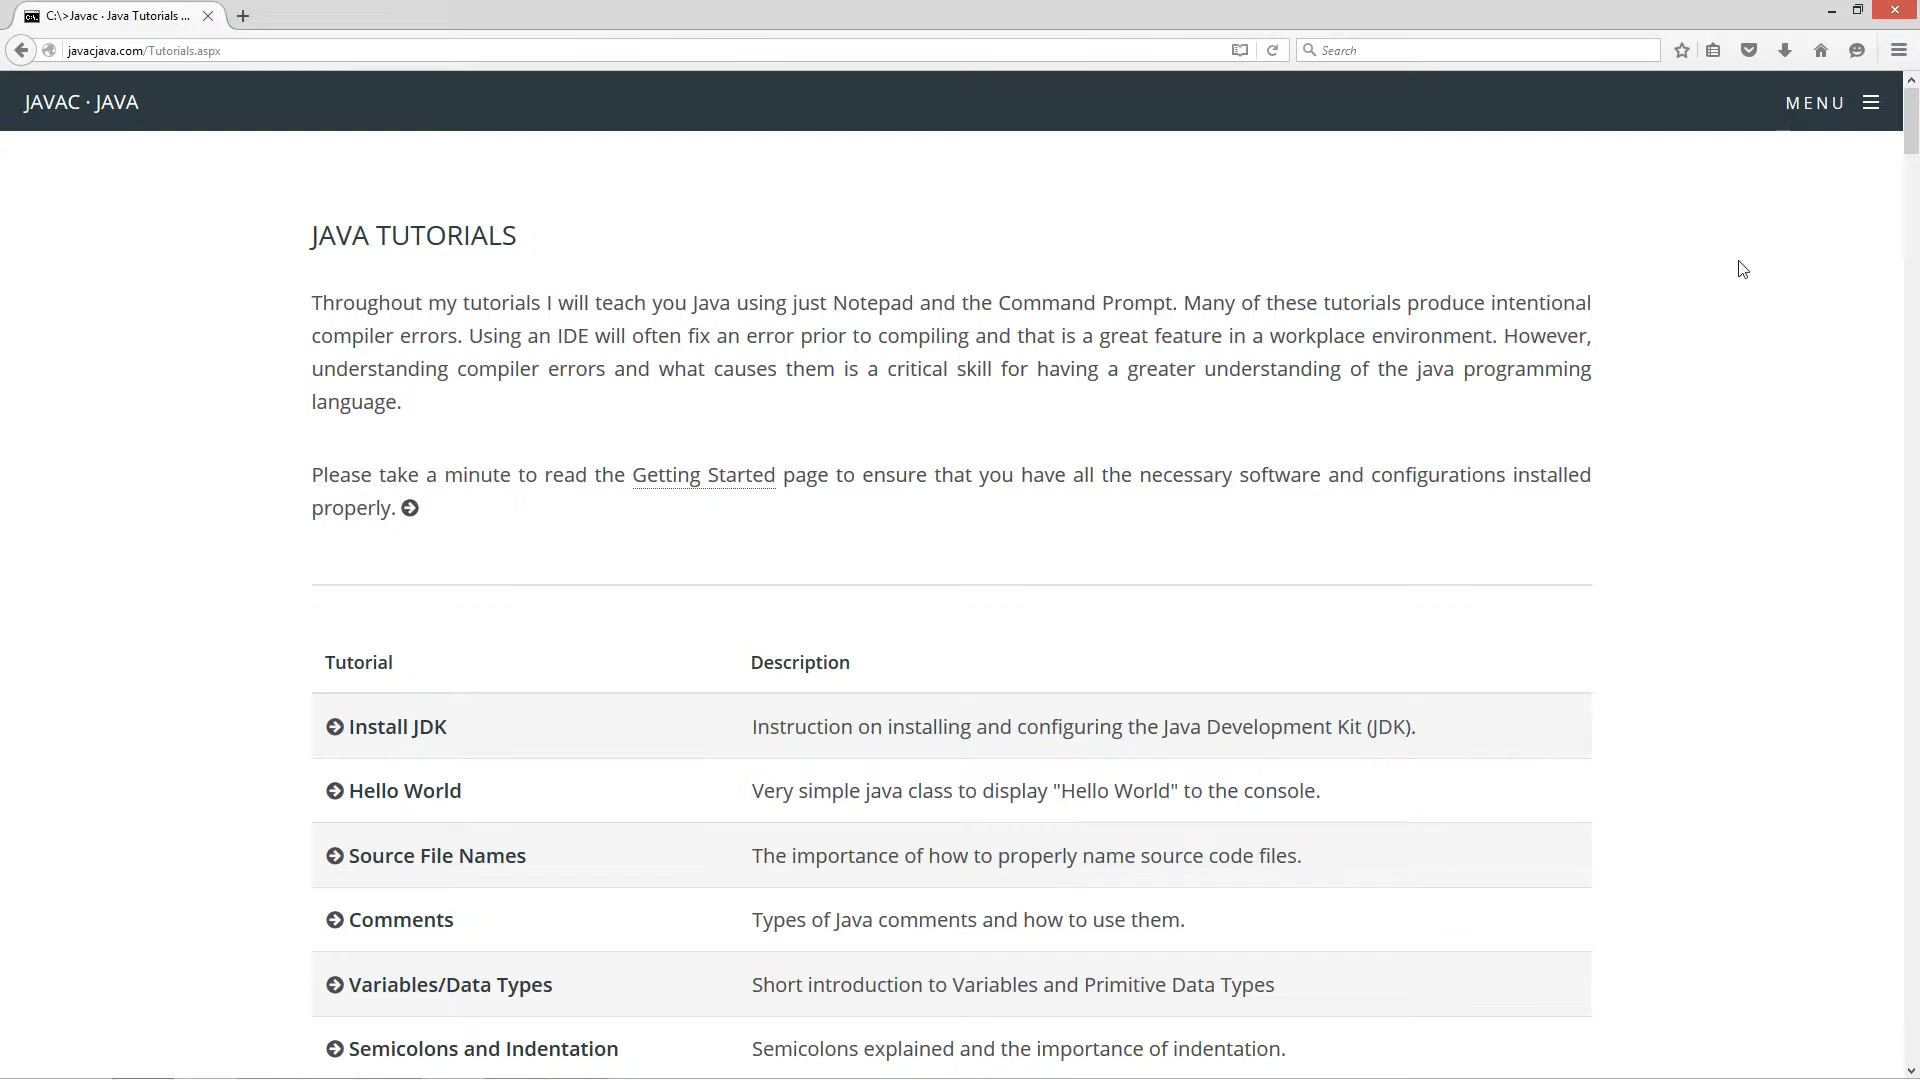 C:\>Javac · Java Tutorials ...
javacjava.com/Tutorials.aspx
Search
JAVAC · JAVA
MENU
JAVA TUTORIALS
Throughout my tutorials I will teach you Java using just Notepad and the Command Prompt. Many of these tutorials produce intentional
compiler errors. Using an IDE will often fix an error prior to compiling and that is a great feature in a workplace environment. However,
understanding compiler errors and what causes them is a critical skill for having a greater understanding of the java programming
language.
Please take a minute to read the Getting Started page to ensure that you have all the necessary software and configurations installed
properly.
Tutorial Description
Install JDK Instruction on installing and configuring the Java Development Kit (JDK).
Hello World Very simple java class to display "Hello World" to the console.
Source File Names The importance of how to properly name source code files.
Comments Types of Java comments and how to use them.
Variables/Data Types Short introduction to Variables and Primitive Data Types
Semicolons and Indentation Semicolons explained and the importance of indentation.